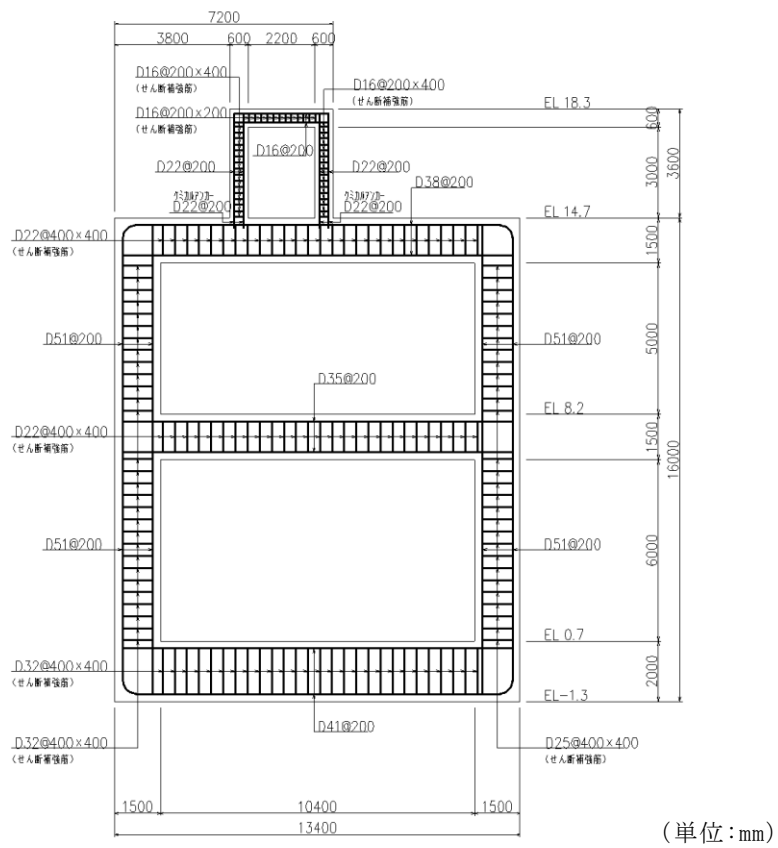 7200
3800
600
2200
600
D16@200×400
(せん断補強筋)
D16@200×400
(せん断補強筋)
D16@200×200
(せん断補強筋)
EL 18.3
600
D16@200
3000
3600
D22@200
D22@200
D38@200
ケミカルアンカー
D22@200
ケミカルアンカー
D22@200
EL 14.7
D22@400×400
(せん断補強筋)
1500
D51@200
D51@200
5000
D35@200
EL 8.2
D22@400×400
(せん断補強筋)
1500
16000
D51@200
D51@200
6000
EL 0.7
D32@400×400
(せん断補強筋)
2000
EL-1.3
D41@200
D32@400×400
(せん断補強筋)
D25@400×400
(せん断補強筋)
1500
10400
1500
13400
(単位:mm)